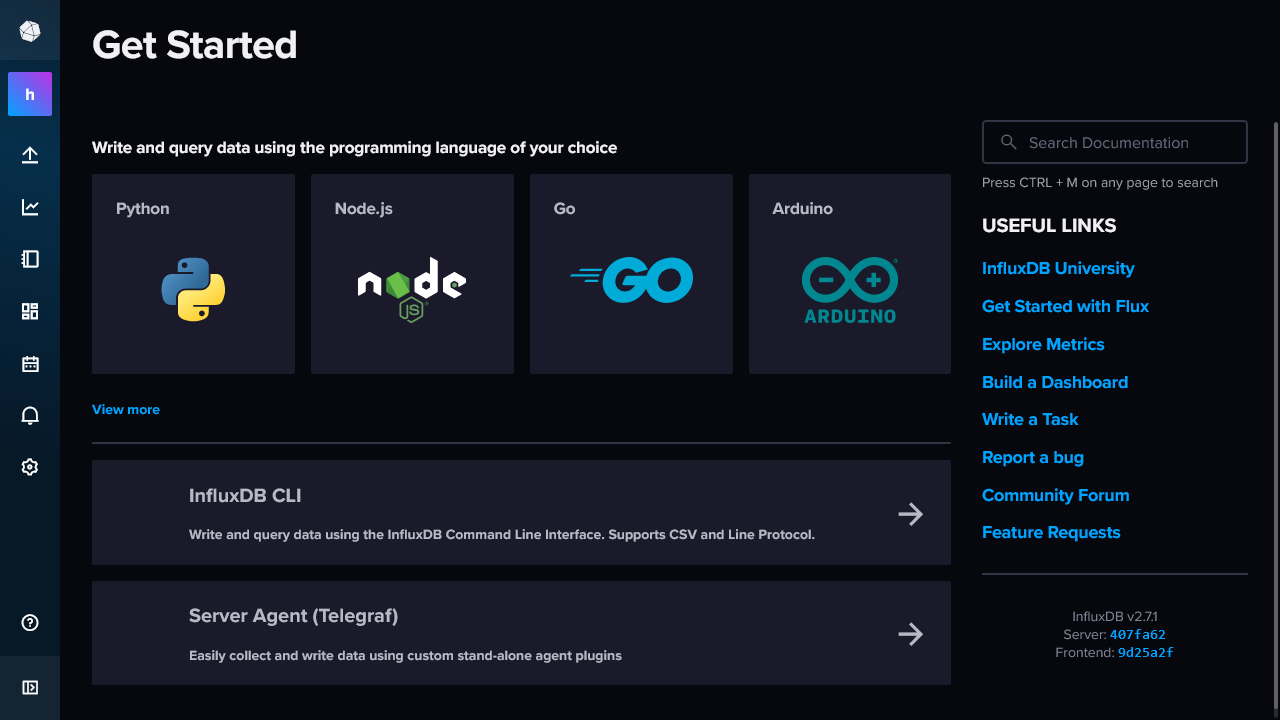 Get Started
h
Write and query data using the programming language of your choice
Python
Node.js
node
JS
Go
GO
Arduino
ARDUINO
View more
InfluxDB CLI
Write and query data using the InfluxDB Command Line Interface. Supports CSV and Line Protocol.
Server Agent (Telegraf)
Easily collect and write data using custom stand-alone agent plugins
Search Documentation
Press CTRL + M on any page to search
USEFUL LINKS
InfluxDB University
Get Started with Flux
Explore Metrics
Build a Dashboard
Write a Task
Report a bug
Community Forum
Feature Requests
InfluxDB v2.7.1
Server: 407fa62
Frontend: 9d25a2f